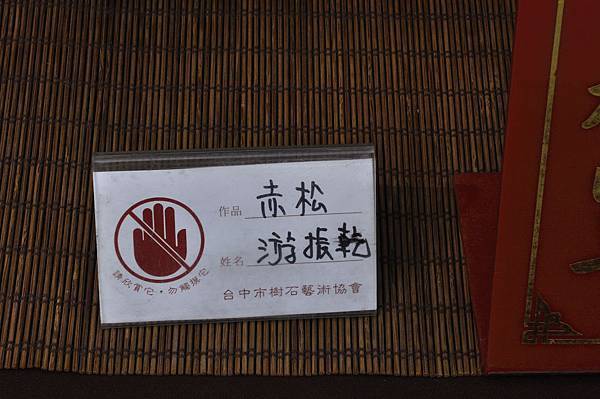 作品 赤松
姓名 游振乾
請欣賞它・勿觸摸它
台中市樹石藝術協會